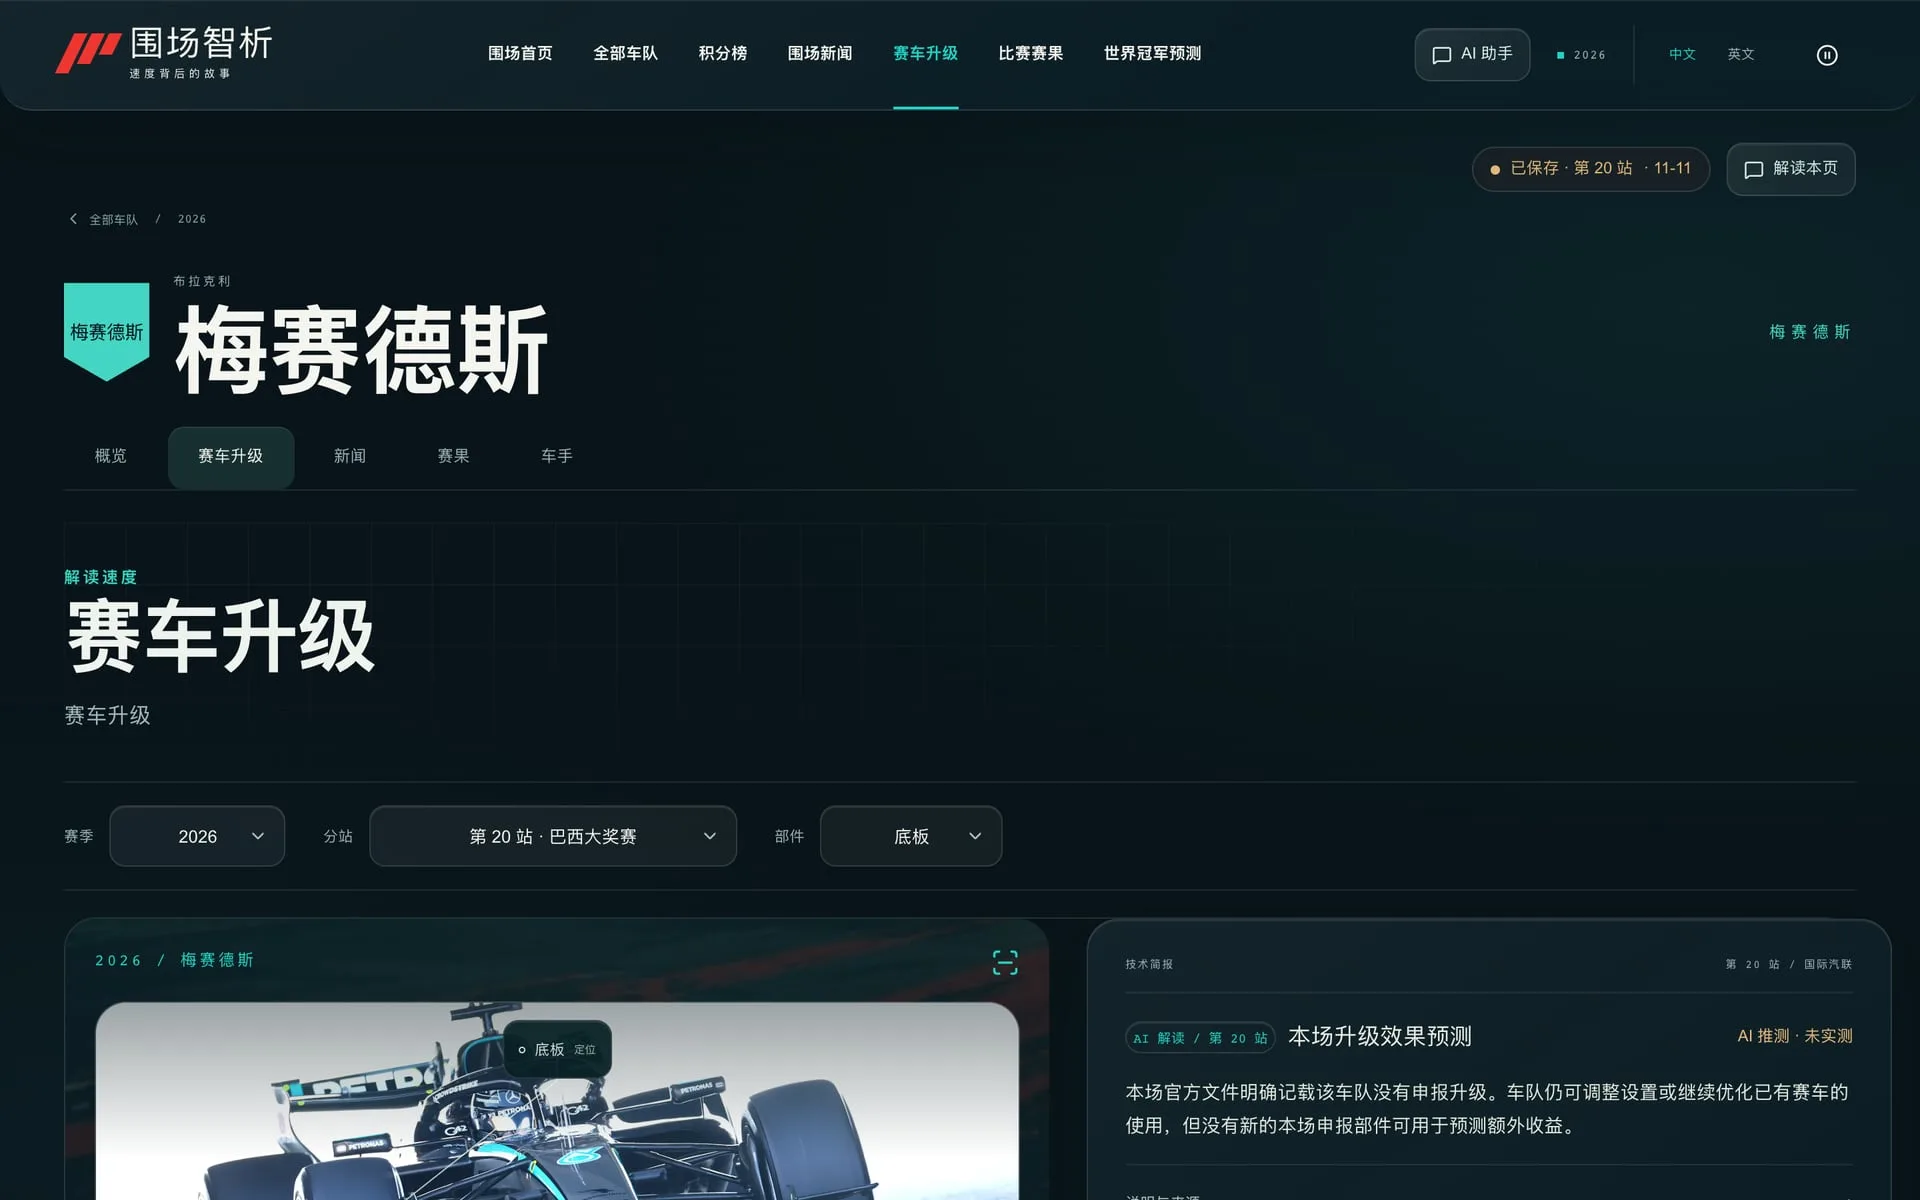 围场智析
速度背后的故事
围场首页 全部车队 积分榜 围场新闻 赛车升级 比赛赛果 世界冠军预测
AI 助手
2026
中文 英文
已保存 · 第 20 站 · 11-11
解读本页
全部车队 / 2026
布拉克利
梅赛德斯
梅赛德斯
梅赛德斯
概览 赛车升级 新闻 赛果 车手
解读速度
赛车升级
赛车升级
赛季 2026
分站 第 20 站 · 巴西大奖赛
部件 底板
2026 / 梅赛德斯
底板 定位
PETRONAS
CROWDSTRIKE
PETRONAS
PETRONAS
技术简报
第 20 站 / 国际汽联
AI 解读 / 第 20 站
本场升级效果预测
AI 推测 · 未实测
本场官方文件明确记载该车队没有申报升级。车队仍可调整设置或继续优化已有赛车的
使用，但没有新的本场申报部件可用于预测额外收益。